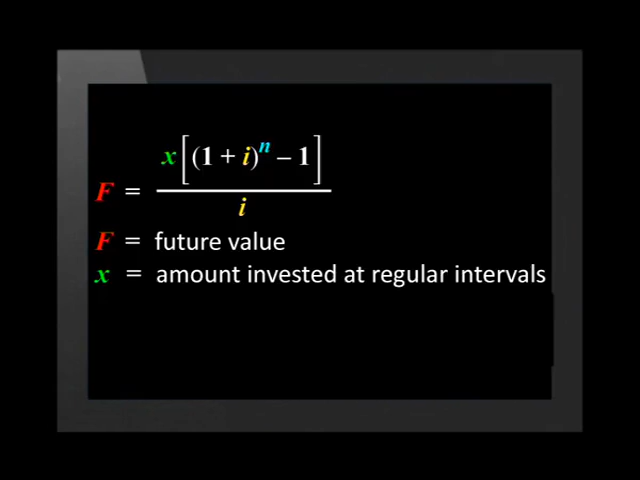 F = x[(1 + i)^n – 1] / i
F = future value
x = amount invested at regular intervals